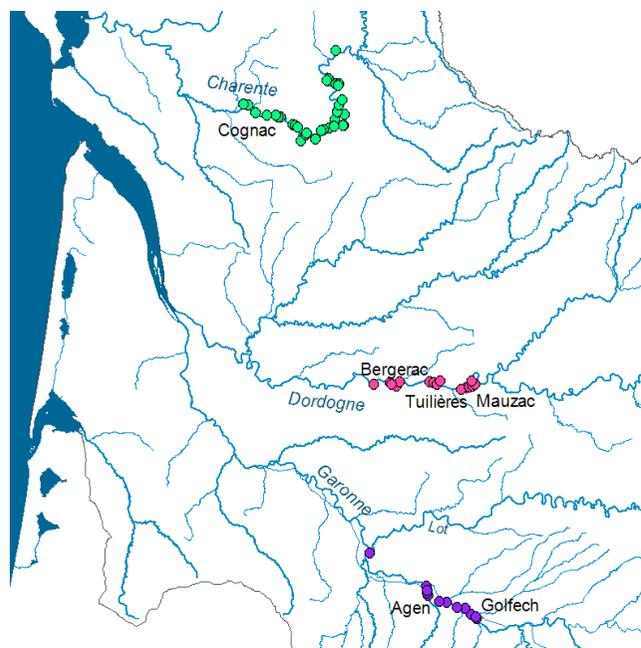 Charente
Cognac
Bergerac
Dordogne
Tuilières
Mauzac
Garonne
Lot
Agen
Golfech